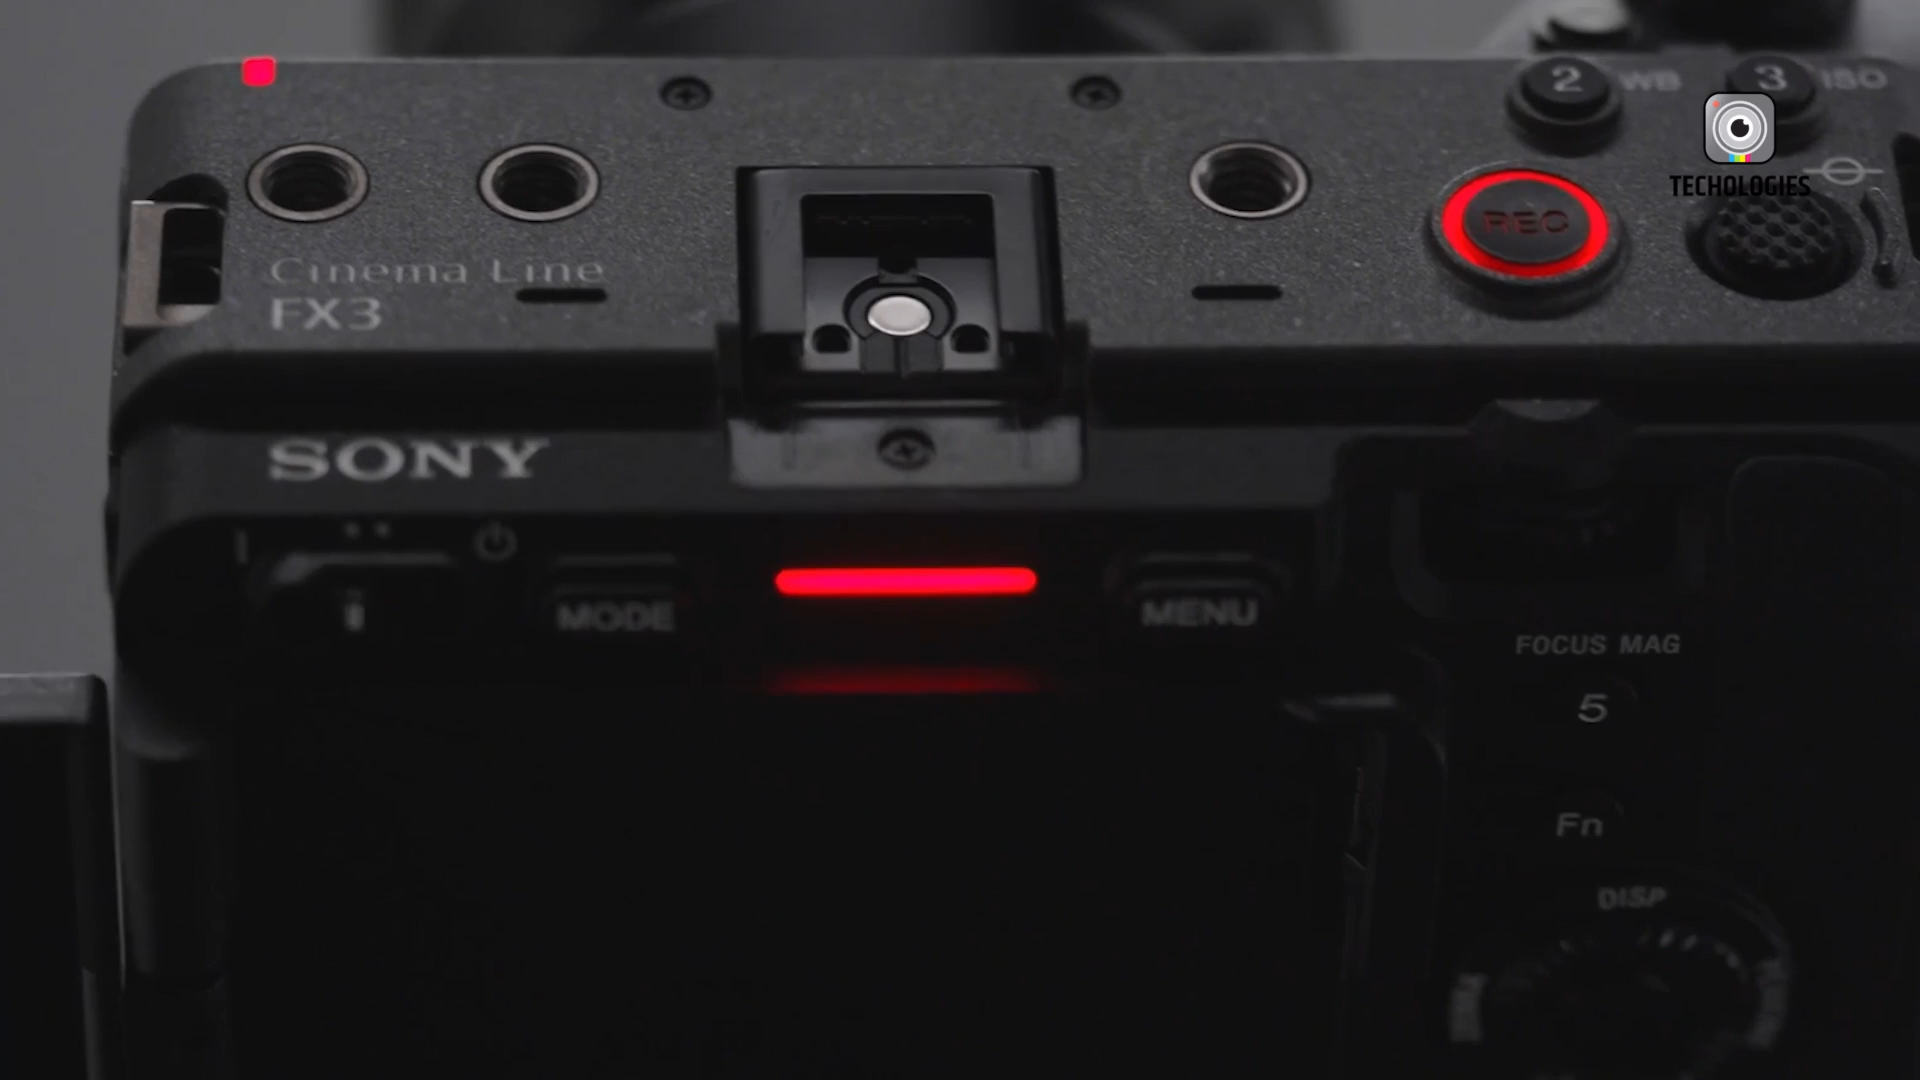 2 WB
3 ISO
TECHOLOGIES
REC
Cinema Line
FX3
SONY
MODE
MENU
FOCUS MAG
5
Fn
DISP